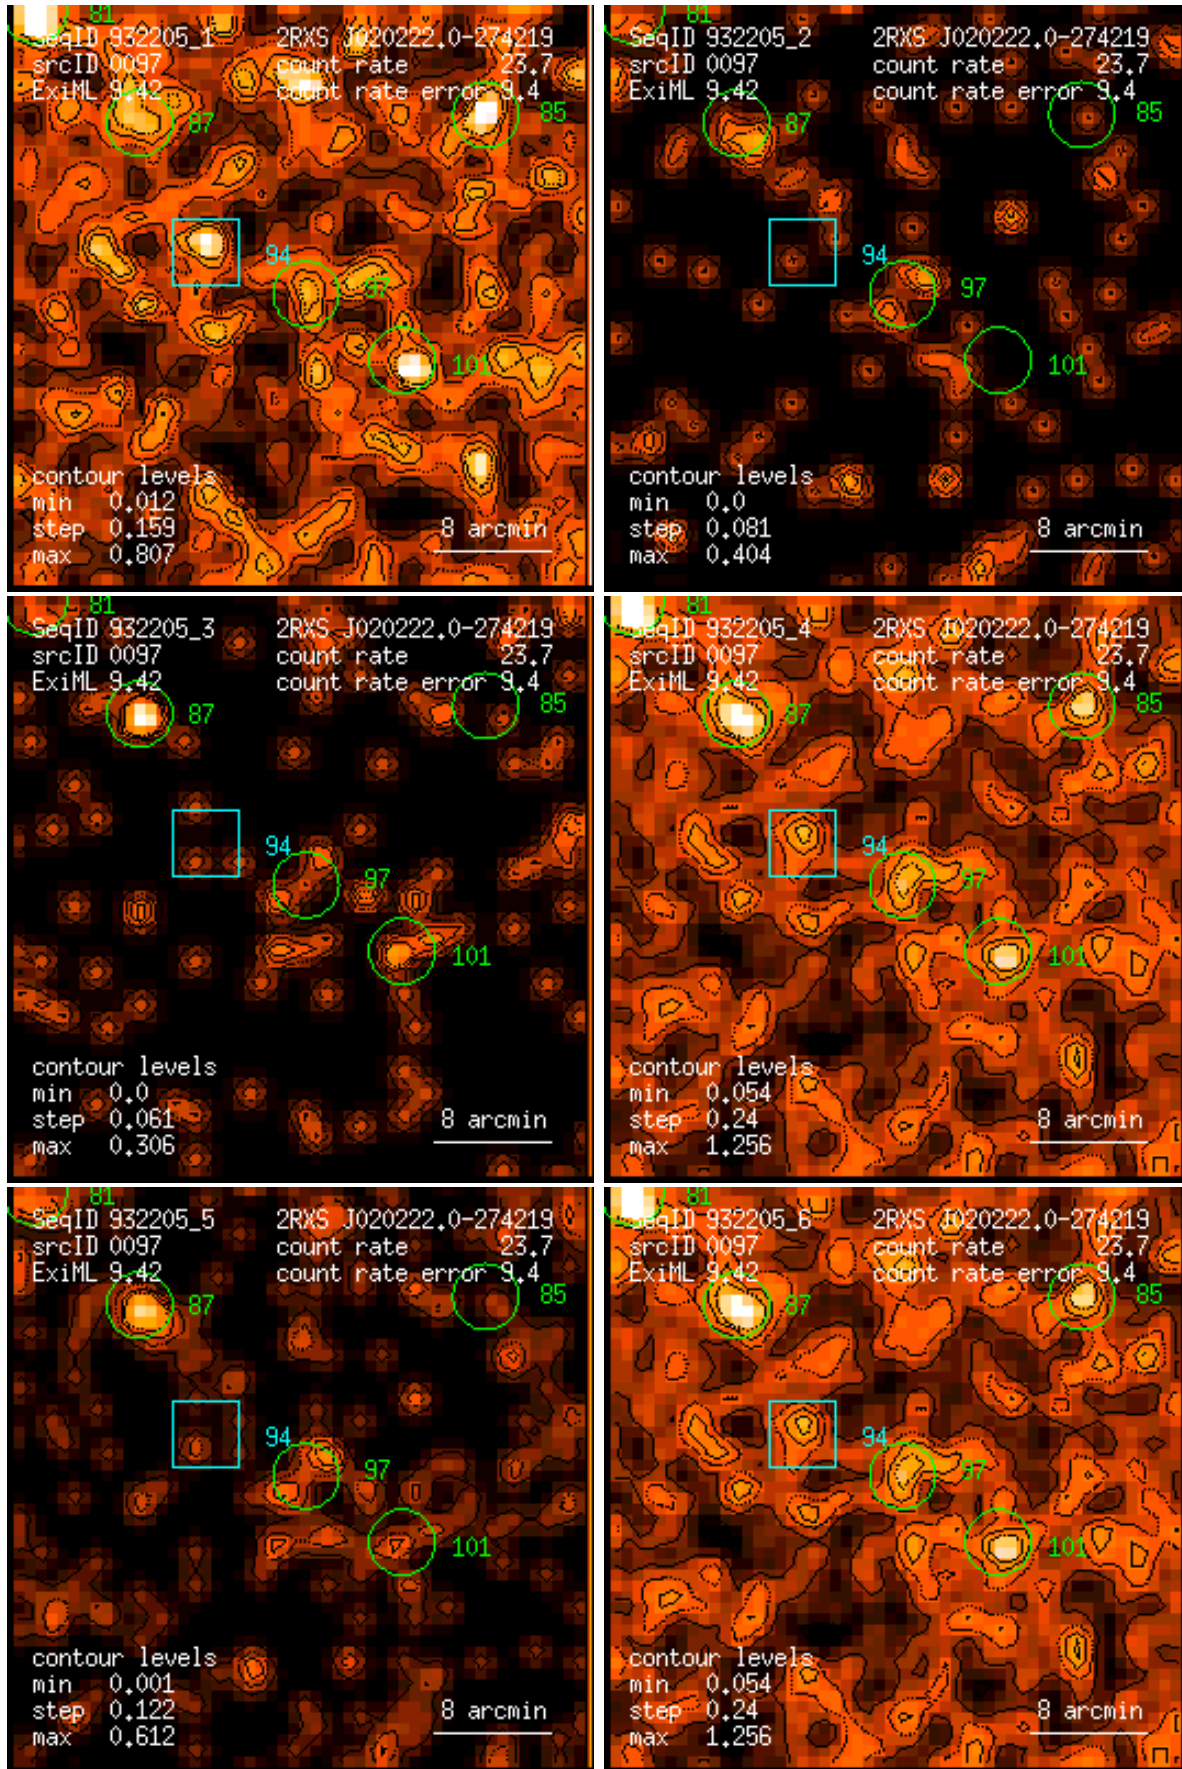 81
SeqID 932205_1 2RXS J020222.0-274219
srcID 0097 count rate 23.7
ExiML 9.42 count rate error 9.4
87
85
94
97
101
contour levels
min 0.012
step 0.159
max 0.807
8 arcmin
81
SeqID 932205_2 2RXS J020222.0-274219
srcID 0097 count rate 23.7
ExiML 9.42 count rate error 9.4
87
85
94
97
101
contour levels
min 0.0
step 0.081
max 0.404
8 arcmin
81
SeqID 932205_3 2RXS J020222.0-274219
srcID 0097 count rate 23.7
ExiML 9.42 count rate error 9.4
87
85
94
97
101
contour levels
min 0.0
step 0.061
max 0.306
8 arcmin
81
SeqID 932205_4 2RXS J020222.0-274219
srcID 0097 count rate 23.7
ExiML 9.42 count rate error 9.4
87
85
94
97
101
contour levels
min 0.054
step 0.24
max 1.256
8 arcmin
81
SeqID 932205_5 2RXS J020222.0-274219
srcID 0097 count rate 23.7
ExiML 9.42 count rate error 9.4
87
85
94
97
101
contour levels
min 0.001
step 0.122
max 0.612
8 arcmin
81
SeqID 932205_6 2RXS J020222.0-274219
srcID 0097 count rate 23.7
ExiML 9.42 count rate error 9.4
87
85
94
97
101
contour levels
min 0.054
step 0.24
max 1.256
8 arcmin